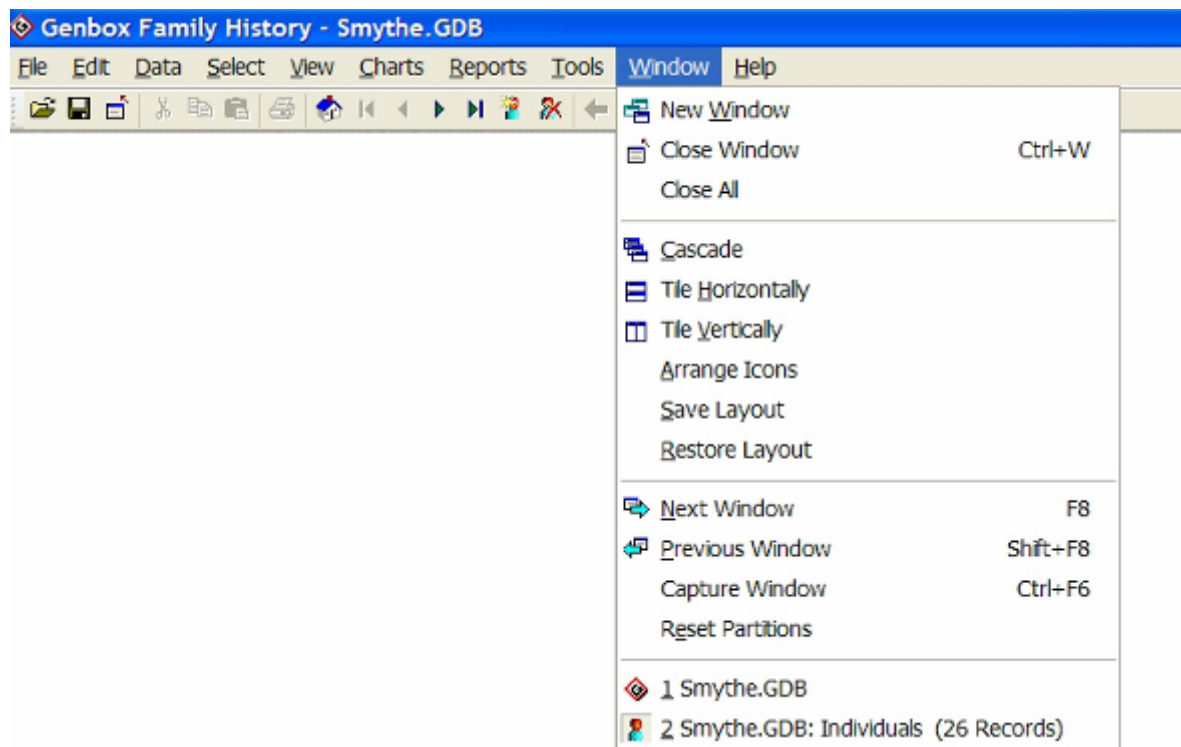 Genbox Family History - Smythe.GDB
File Edit Data Select View Charts Reports Tools Window Help
New Window
Close Window Ctrl+W
Close All
Cascade
Tile Horizontally
Tile Vertically
Arrange Icons
Save Layout
Restore Layout
Next Window F8
Previous Window Shift+F8
Capture Window Ctrl+F6
Reset Partitions
1 Smythe.GDB
2 Smythe.GDB: Individuals (26 Records)